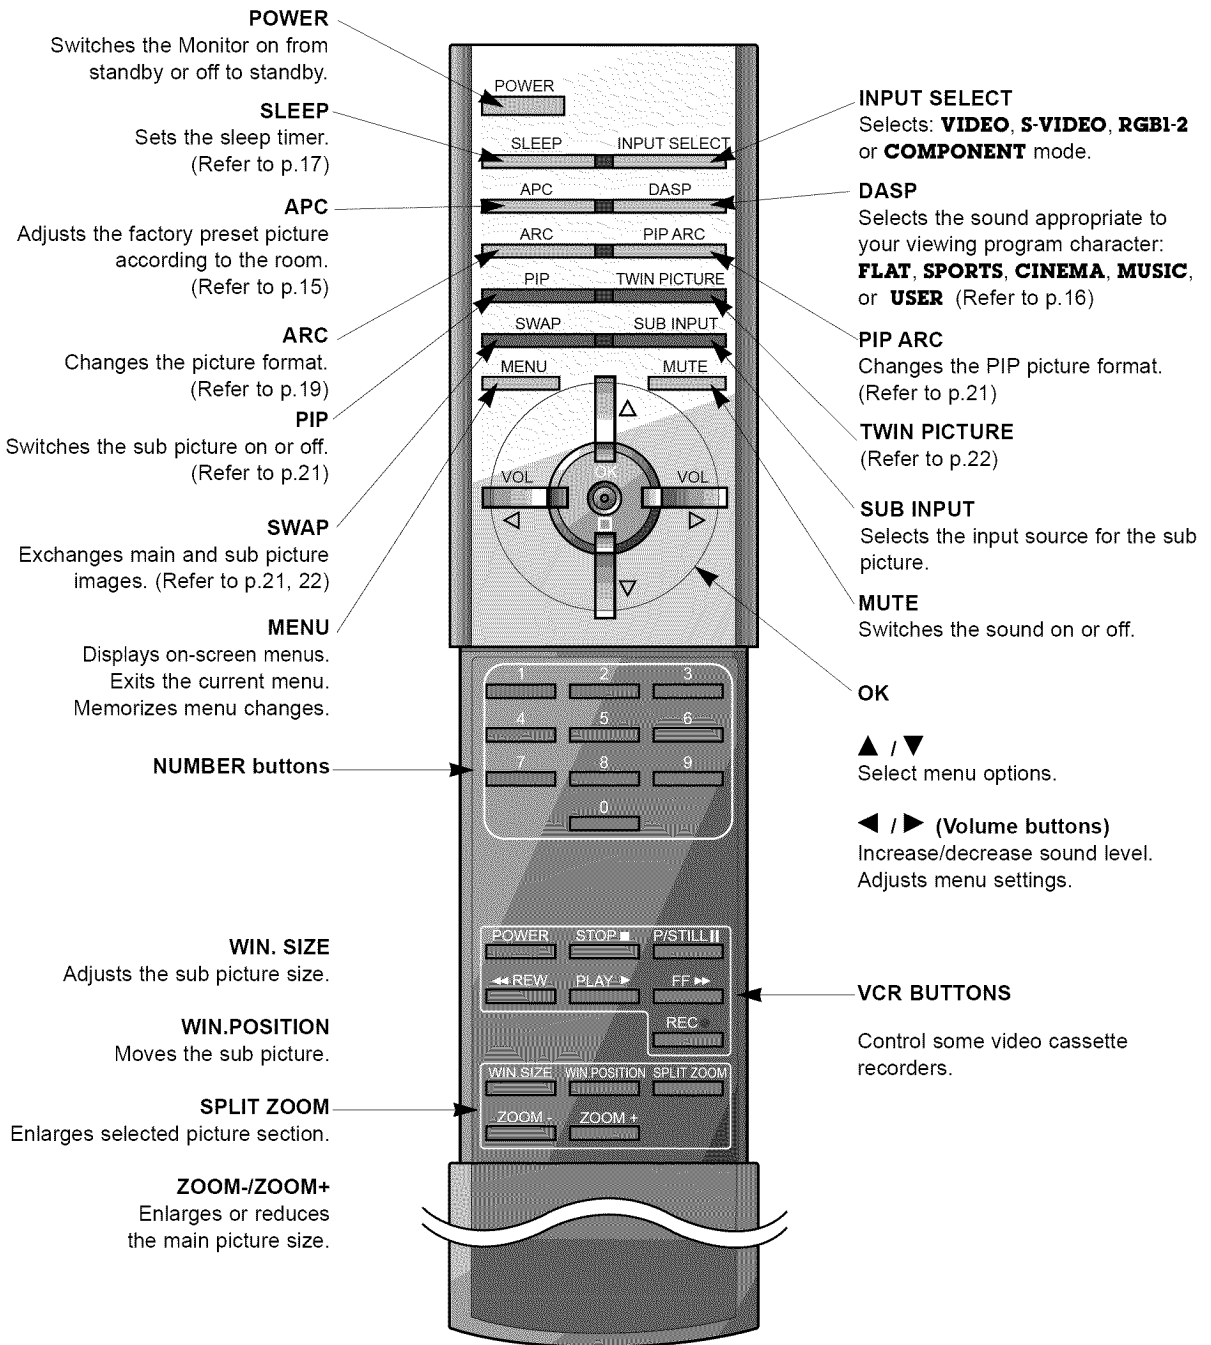 POWER
Switches the Monitor on from
standby or off to standby.
SLEEP
Sets the sleep timer.
(Refer to p.17)
APC
Adjusts the factory preset picture
according to the room.
(Refer to p.15)
ARC
Changes the picture format.
(Refer to p.19)
PIP
Switches the sub picture on or off.
(Refer to p.21)
SWAP
Exchanges main and sub picture
images. (Refer to p.21, 22)
MENU
Displays on-screen menus.
Exits the current menu.
Memorizes menu changes.
NUMBER buttons
WIN. SIZE
Adjusts the sub picture size.
WIN.POSITION
Moves the sub picture.
SPLIT ZOOM
Enlarges selected picture section.
ZOOM-/ZOOM+
Enlarges or reduces
the main picture size.
POWER
SLEEP INPUT SELECT
APC DASP
ARC PIP ARC
PIP TWIN PICTURE
SWAP SUB INPUT
MENU MUTE
△
OK
VOL VOL
◁ ▷
▽
1 2 3
4 5 6
7 8 9
0
POWER STOP ■ P/STILL ❚❚
◀◀ REW PLAY ▶ FF ▶▶
REC ●
WIN.SIZE WIN.POSITION SPLIT ZOOM
ZOOM - ZOOM +
INPUT SELECT
Selects: VIDEO, S-VIDEO, RGB1-2
or COMPONENT mode.
DASP
Selects the sound appropriate to
your viewing program character:
FLAT, SPORTS, CINEMA, MUSIC,
or USER (Refer to p.16)
PIP ARC
Changes the PIP picture format.
(Refer to p.21)
TWIN PICTURE
(Refer to p.22)
SUB INPUT
Selects the input source for the sub
picture.
MUTE
Switches the sound on or off.
OK
▲ / ▼
Select menu options.
◀ / ▶ (Volume buttons)
Increase/decrease sound level.
Adjusts menu settings.
VCR BUTTONS
Control some video cassette
recorders.